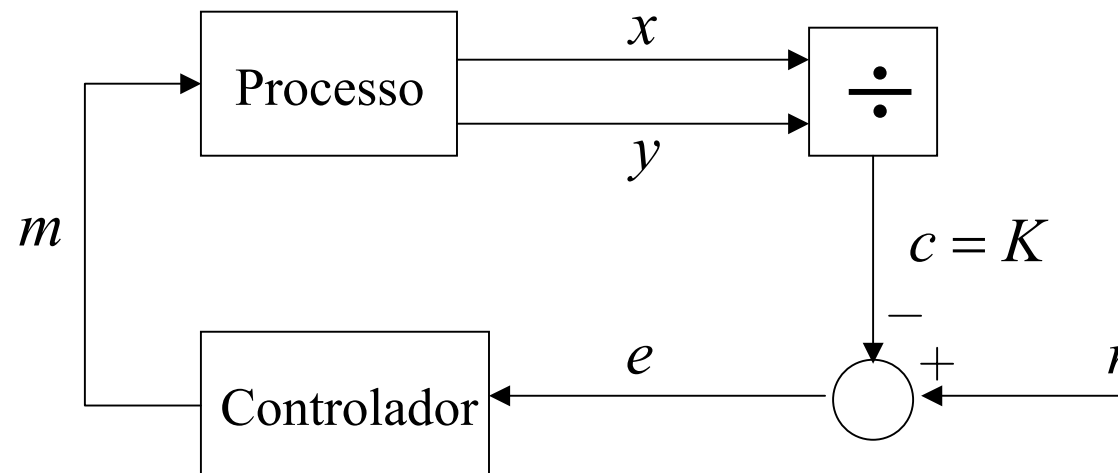 x
Processo
÷
y
m
c = K
−
e
+
Controlador